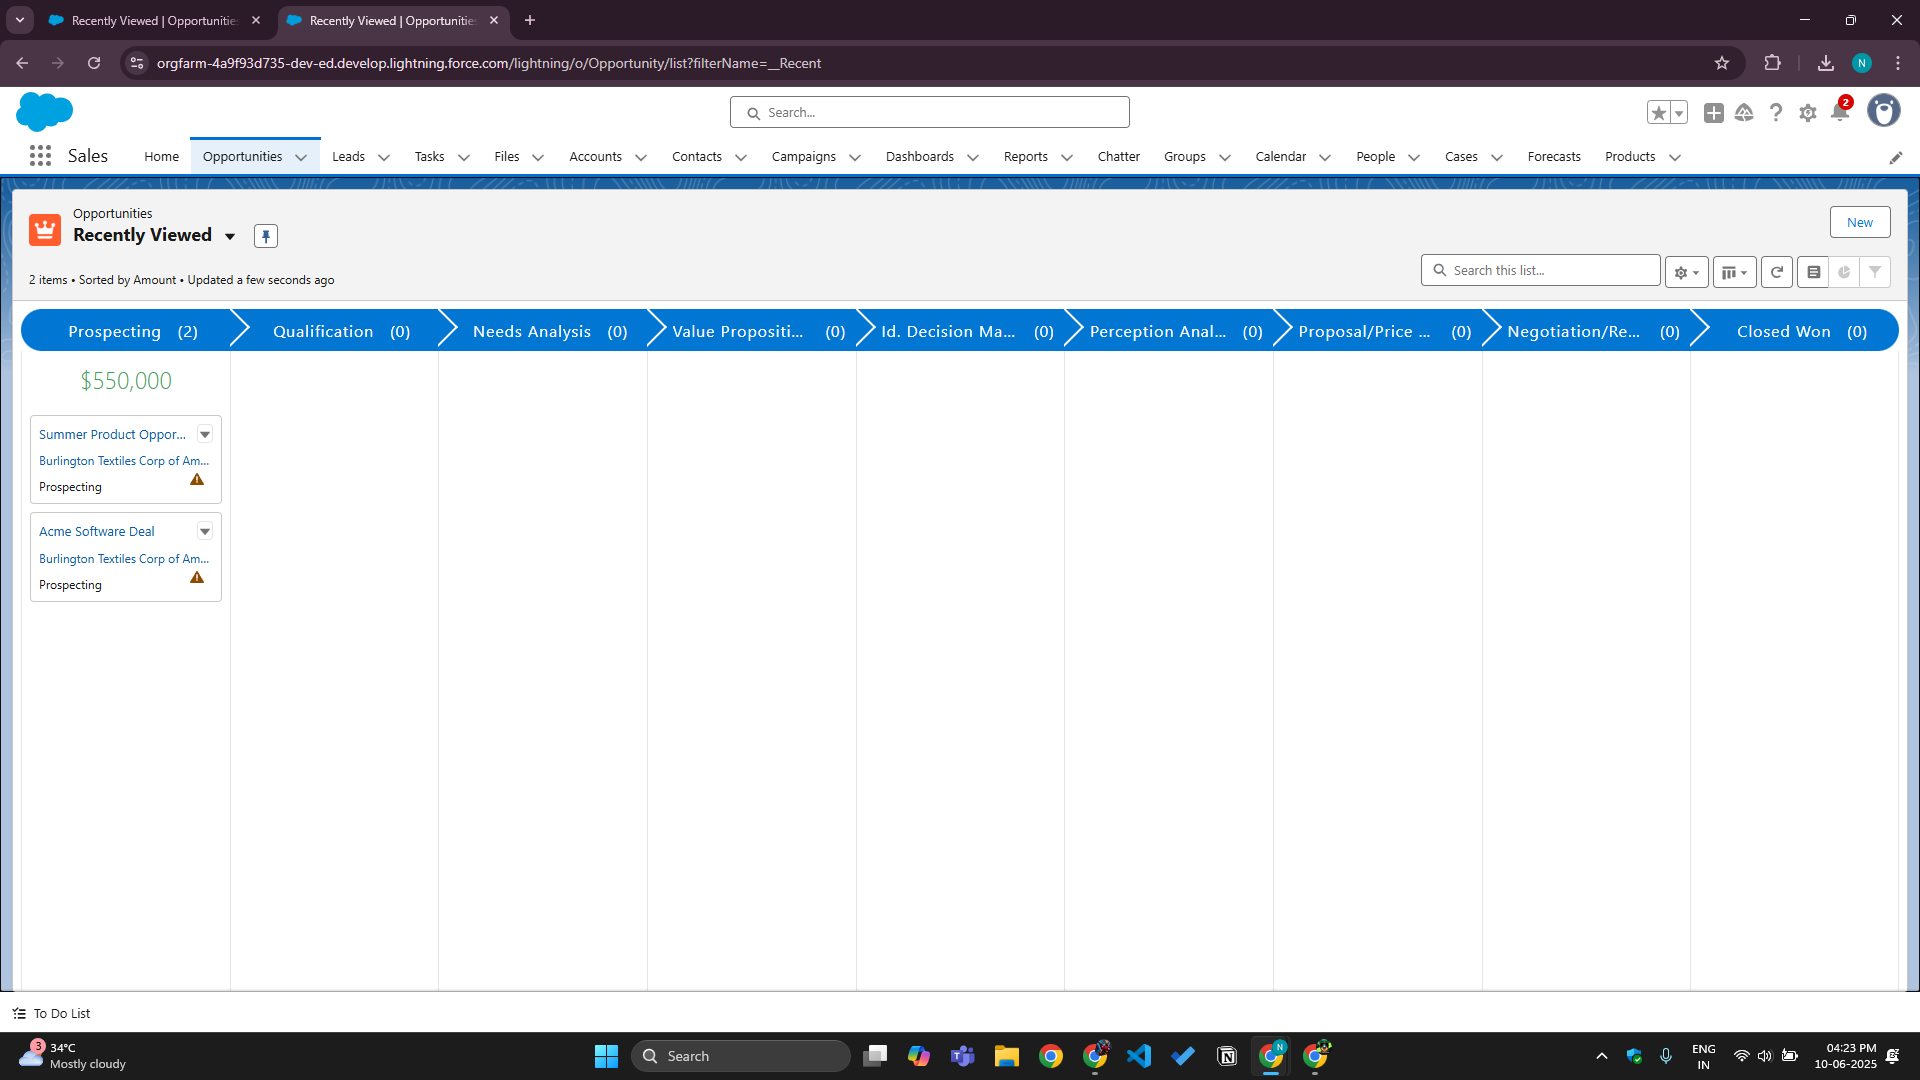 Recently Viewed | Opportunitie
Recently Viewed | Opportunitie
orgfarm-4a9f93d735-dev-ed.develop.lightning.force.com/lightning/o/Opportunity/list?filterName=__Recent
N
Search...
2
Sales
Home
Opportunities
Leads
Tasks
Files
Accounts
Contacts
Campaigns
Dashboards
Reports
Chatter
Groups
Calendar
People
Cases
Forecasts
Products
Opportunities
Recently Viewed
New
2 items • Sorted by Amount • Updated a few seconds ago
Search this list...
Prospecting (2)
Qualification (0)
Needs Analysis (0)
Value Propositi... (0)
Id. Decision Ma... (0)
Perception Anal... (0)
Proposal/Price ... (0)
Negotiation/Re... (0)
Closed Won (0)
$550,000
Summer Product Oppor...
Burlington Textiles Corp of Am...
Prospecting
Acme Software Deal
Burlington Textiles Corp of Am...
Prospecting
To Do List
3
34°C
Mostly cloudy
Search
N
ENG
IN
04:23 PM
10-06-2025